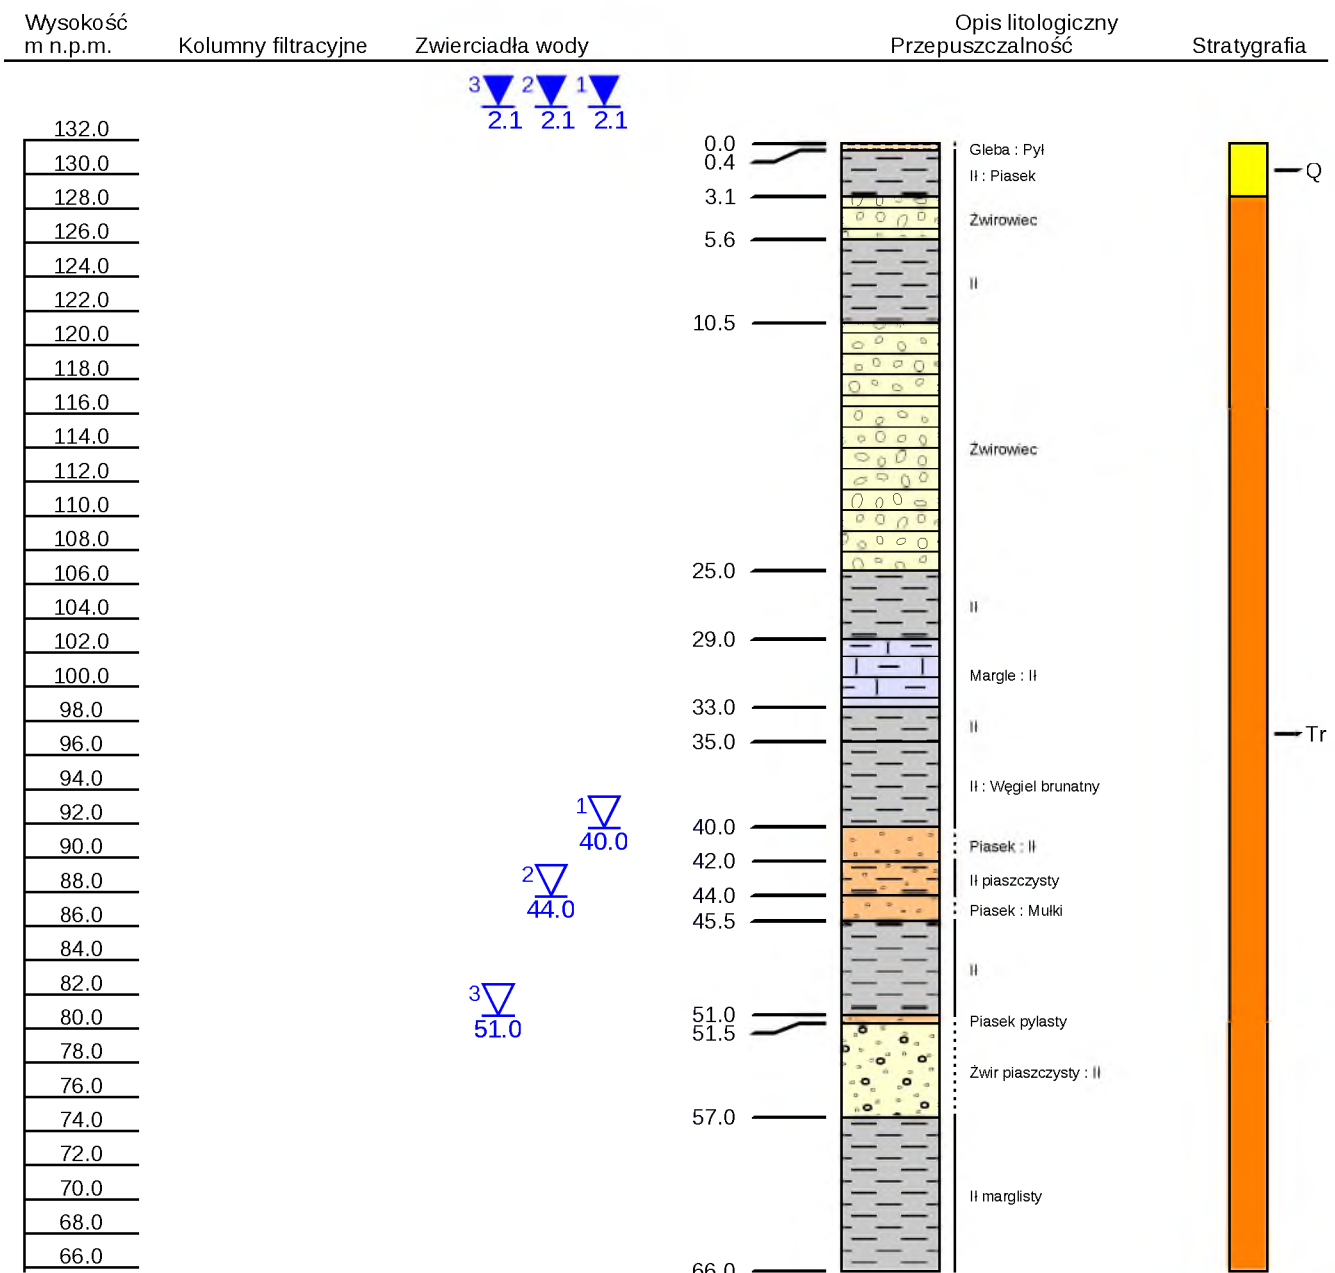 Wysokość
m n.p.m.
Kolumny filtracyjne
Zwierciadła wody
Opis litologiczny
Przepuszczalność
Stratygrafia
3 2 1
2.1 2.1 2.1
132.0
130.0
128.0
126.0
124.0
122.0
120.0
118.0
116.0
114.0
112.0
110.0
108.0
106.0
104.0
102.0
100.0
98.0
96.0
94.0
92.0
90.0
88.0
86.0
84.0
82.0
80.0
78.0
76.0
74.0
72.0
70.0
68.0
66.0
1
40.0
2
44.0
3
51.0
0.0
0.4
3.1
5.6
10.5
25.0
29.0
33.0
35.0
40.0
42.0
44.0
45.5
51.0
51.5
57.0
66.0
Gleba : Pył
Ił : Piasek
Żwirowiec
Ił
Żwirowiec
Ił
Margle : Ił
Ił
Ił : Węgiel brunatny
Piasek : Ił
Ił piaszczysty
Piasek : Mułki
Ił
Piasek pylasty
Żwir piaszczysty : Ił
Ił marglisty
Q
Tr